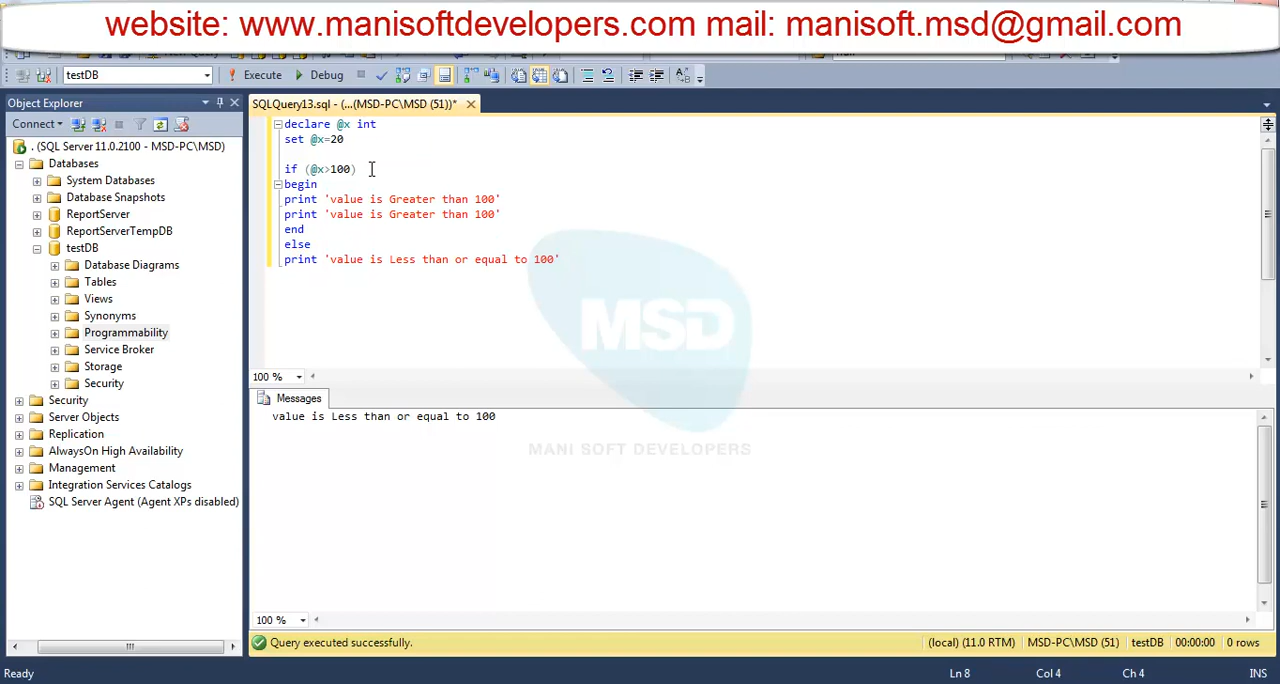 website: www.manisoftdevelopers.com mail: manisoft.msd@gmail.com
testDB
Execute
Debug
Object Explorer
SQLQuery13.sql - (...(MSD-PC\MSD (51))*
Connect
. (SQL Server 11.0.2100 - MSD-PC\MSD)
Databases
System Databases
Database Snapshots
ReportServer
ReportServerTempDB
testDB
Database Diagrams
Tables
Views
Synonyms
Programmability
Service Broker
Storage
Security
Security
Server Objects
Replication
AlwaysOn High Availability
Management
Integration Services Catalogs
SQL Server Agent (Agent XPs disabled)
declare @x int
set @x=20
if (@x>100)
begin
print 'value is Greater than 100'
print 'value is Greater than 100'
end
else
print 'value is Less than or equal to 100'
MSD
MANI SOFT DEVELOPERS
100 %
Messages
value is Less than or equal to 100
100 %
Query executed successfully.
(local) (11.0 RTM)
MSD-PC\MSD (51)
testDB
00:00:00
0 rows
Ready
Ln 8
Col 4
Ch 4
INS